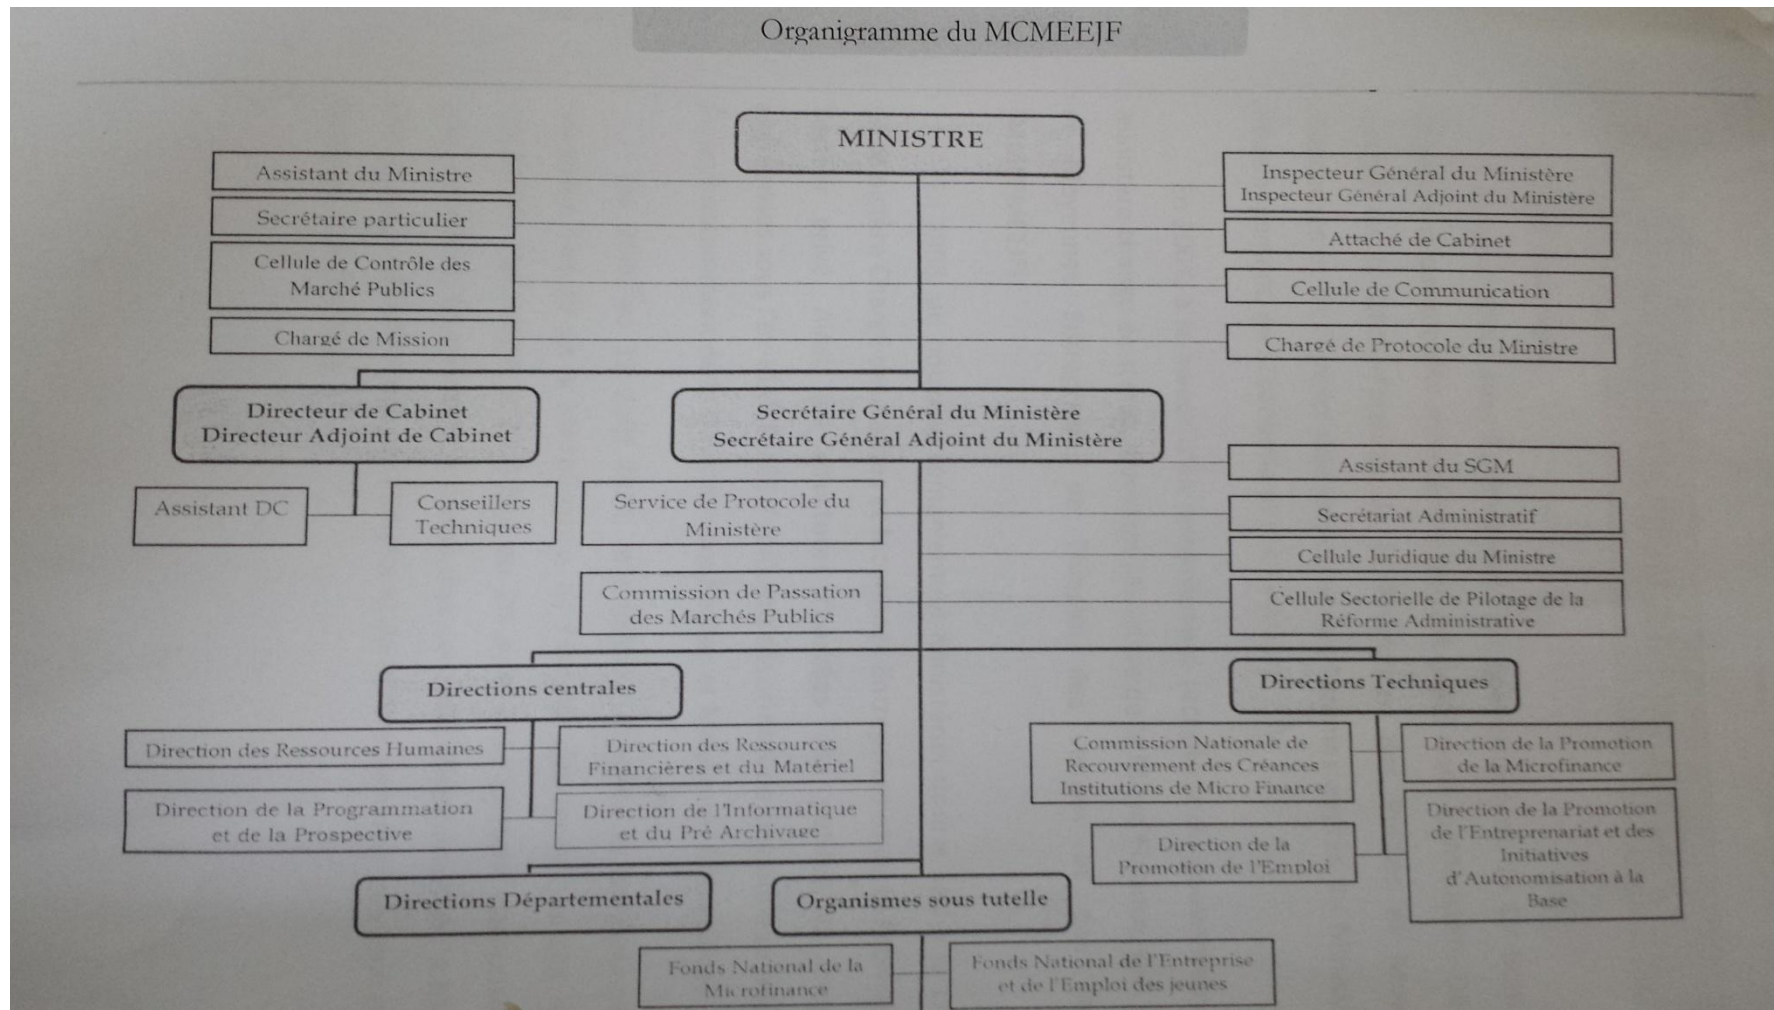 Organigramme du MCMEEJF
MINISTRE
Assistant du Ministre
Secrétaire particulier
Cellule de Contrôle des
Marché Publics
Chargé de Mission
Inspecteur Général du Ministère
Inspecteur Général Adjoint du Ministère
Attaché de Cabinet
Cellule de Communication
Chargé de Protocole du Ministre
Directeur de Cabinet
Directeur Adjoint de Cabinet
Secrétaire Général du Ministère
Secrétaire Général Adjoint du Ministère
Assistant DC
Conseillers
Techniques
Service de Protocole du
Ministère
Commission de Passation
des Marchés Publics
Assistant du SGM
Secrétariat Administratif
Cellule Juridique du Ministre
Cellule Sectorielle de Pilotage de la
Réforme Administrative
Directions centrales
Direction des Ressources Humaines
Direction des Ressources
Financières et du Matériel
Direction de la Programmation
et de la Prospective
Direction de l'Informatique
et du Pré Archivage
Directions Techniques
Commission Nationale de
Recouvrement des Créances
Institutions de Micro Finance
Direction de la Promotion
de la Microfinance
Direction de la
Promotion de l'Emploi
Direction de la Promotion
de l'Entreprenariat et des
Initiatives
d'Autonomisation à la
Base
Directions Départementales
Organismes sous tutelle
Fonds National de la
Microfinance
Fonds National de l'Entreprise
et de l'Emploi des jeunes